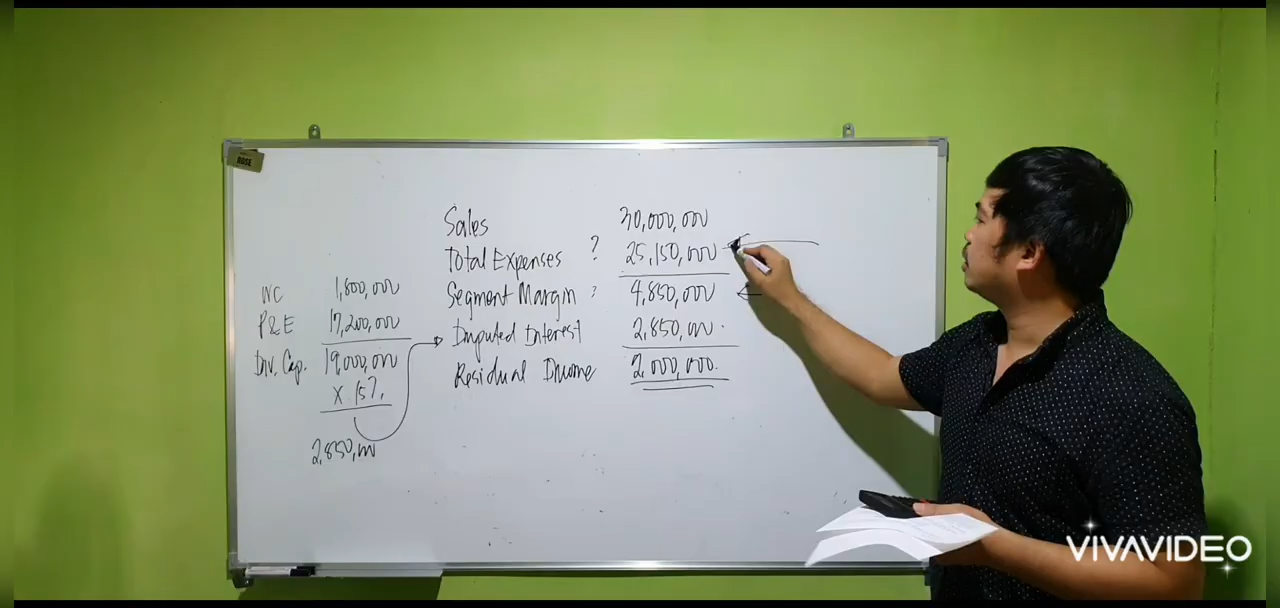 ROSE
Sales 30,000,000
Total Expenses ? 25,150,000
Segment Margin ? 4,850,000
Imputed Interest 2,850,000.
Residual Income 2,000,000.
WC 1,800,000
P&E 17,200,000
Inv. Cap. 19,000,000
X 15%
2,850,000
VIVAVIDEO